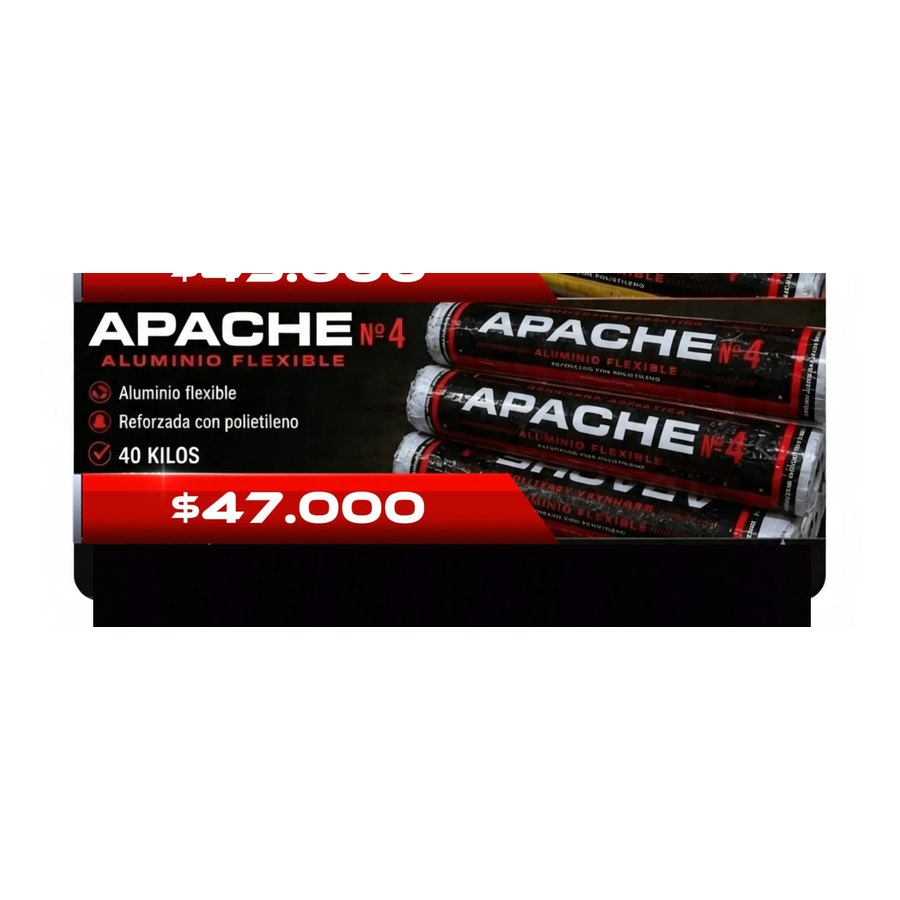 APACHE Nº4
ALUMINIO FLEXIBLE
Aluminio flexible
Reforzada con polietileno
40 KILOS
$47.000
APACHE Nº4
ALUMINIO FLEXIBLE
APACHE Nº4
ALUMINIO FLEXIBLE